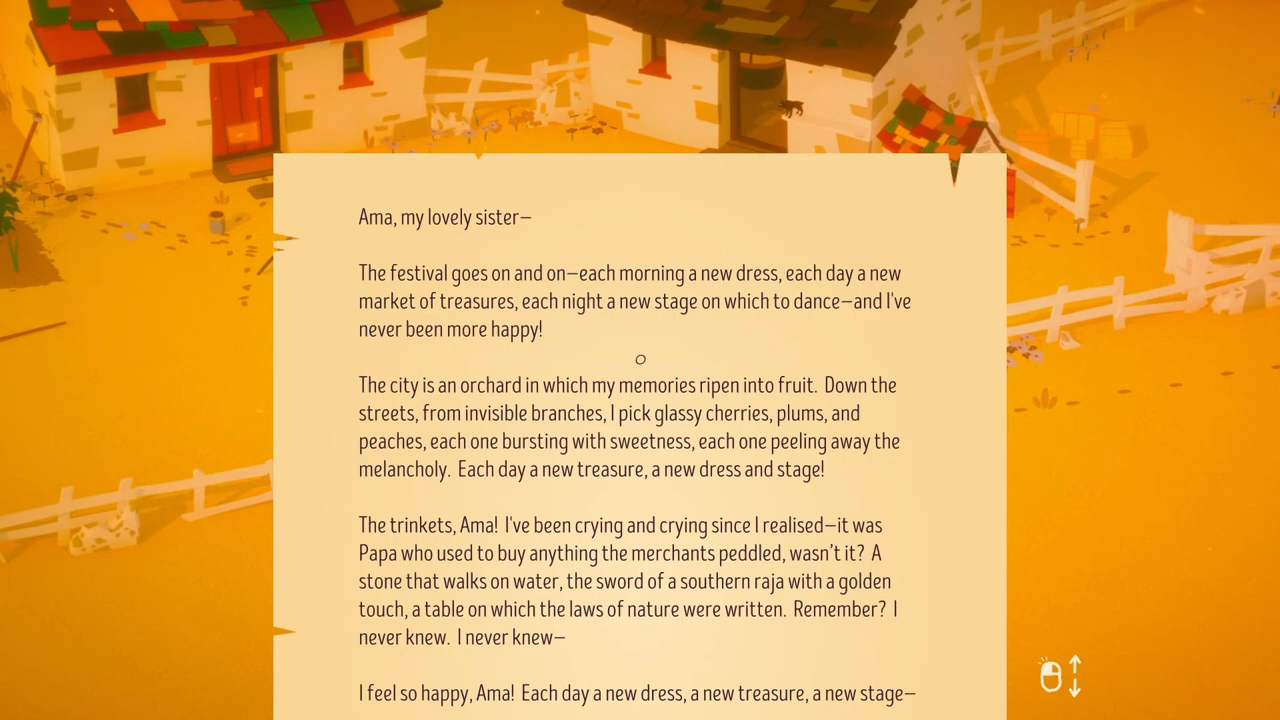 Ama, my lovely sister–
The festival goes on and on–each morning a new dress, each day a new
market of treasures, each night a new stage on which to dance–and I've
never been more happy!
The city is an orchard in which my memories ripen into fruit.  Down the
streets, from invisible branches, I pick glassy cherries, plums, and
peaches, each one bursting with sweetness, each one peeling away the
melancholy.  Each day a new treasure, a new dress and stage!
The trinkets, Ama!  I've been crying and crying since I realised–it was
Papa who used to buy anything the merchants peddled, wasn’t it?  A
stone that walks on water, the sword of a southern raja with a golden
touch, a table on which the laws of nature were written.  Remember?  I
never knew.  I never knew–
I feel so happy, Ama!  Each day a new dress, a new treasure, a new stage–